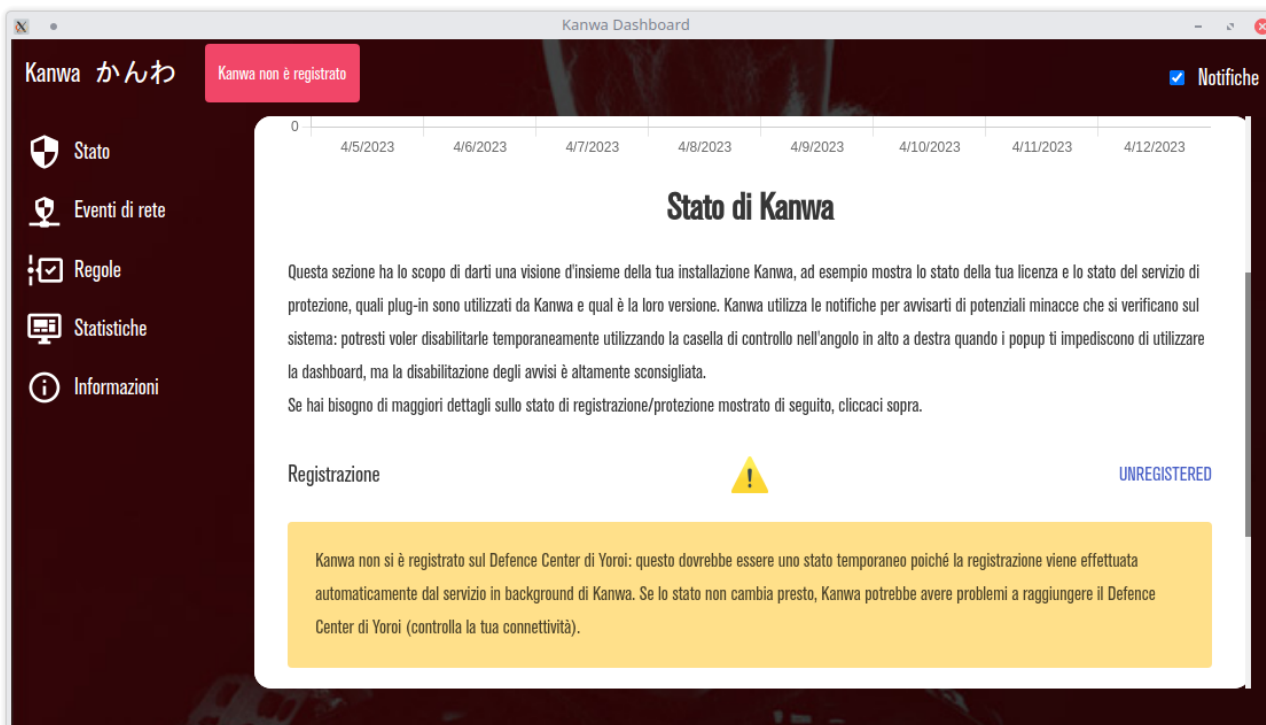 Kanwa Dashboard
Kanwa かんわ
Kanwa non è registrato
Notifiche
Stato
Eventi di rete
Regole
Statistiche
Informazioni
0
4/5/2023 4/6/2023 4/7/2023 4/8/2023 4/9/2023 4/10/2023 4/11/2023 4/12/2023
Stato di Kanwa
Questa sezione ha lo scopo di darti una visione d'insieme della tua installazione Kanwa, ad esempio mostra lo stato della tua licenza e lo stato del servizio di
protezione, quali plug-in sono utilizzati da Kanwa e qual è la loro versione. Kanwa utilizza le notifiche per avvisarti di potenziali minacce che si verificano sul
sistema: potresti voler disabilitarle temporaneamente utilizzando la casella di controllo nell'angolo in alto a destra quando i popup ti impediscono di utilizzare
la dashboard, ma la disabilitazione degli avvisi è altamente sconsigliata.
Se hai bisogno di maggiori dettagli sullo stato di registrazione/protezione mostrato di seguito, cliccaci sopra.
Registrazione
UNREGISTERED
Kanwa non si è registrato sul Defence Center di Yoroi: questo dovrebbe essere uno stato temporaneo poiché la registrazione viene effettuata
automaticamente dal servizio in background di Kanwa. Se lo stato non cambia presto, Kanwa potrebbe avere problemi a raggiungere il Defence
Center di Yoroi (controlla la tua connettività).